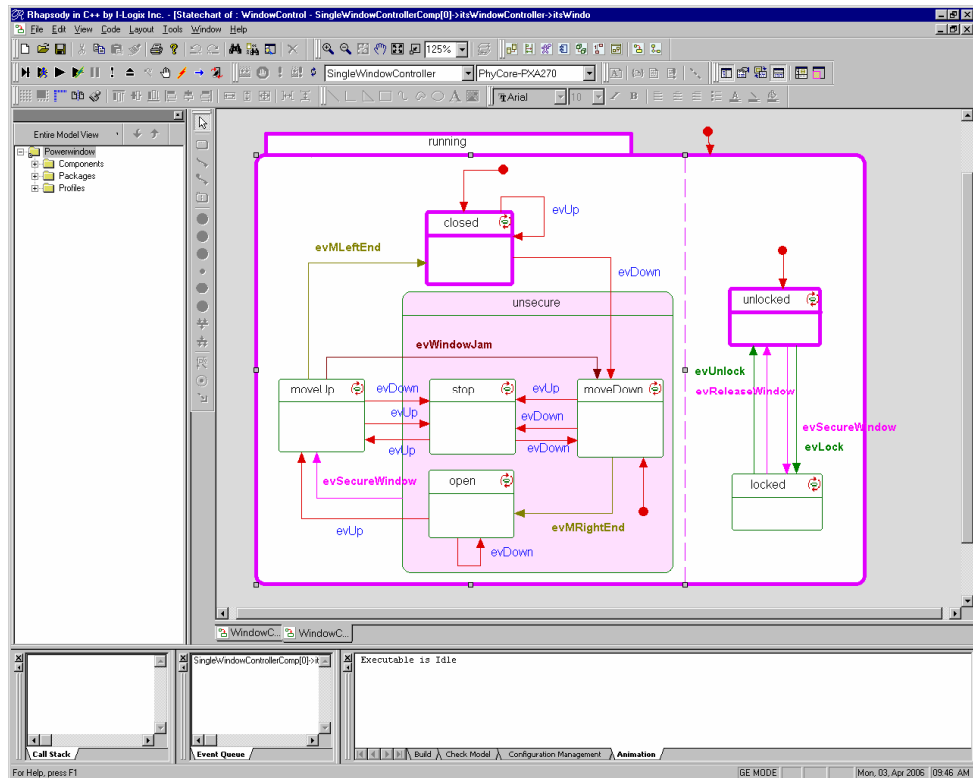 Rhapsody in C++ by I-Logix Inc. - [Statechart of : WindowControl - SingleWindowControllerComp[0]->itsWindowController->itsWindo
File Edit View Code Layout Tools Window Help
125%
SingleWindowController PhyCore-PXA270
Arial 10
Entire Model View
Powerwindow
Components
Packages
Profiles
running
closed
evUp
evMLeftEnd
evDown
unsecure
unlocked
evWindowJam
evUnlock
evReleaseWindow
moveUp
evDown
stop
evUp
moveDown
evUp
evDown
evUp
evDown
evSecureWindow
evLock
evSecureWindow
open
locked
evUp
evMRightEnd
evDown
WindowC...
WindowC...
SingleWindowControllerComp[0]->it
Executable is Idle
Call Stack
Event Queue
Build
Check Model
Configuration Management
Animation
For Help, press F1
GE MODE
Mon, 03, Apr 2006
09:46 AM